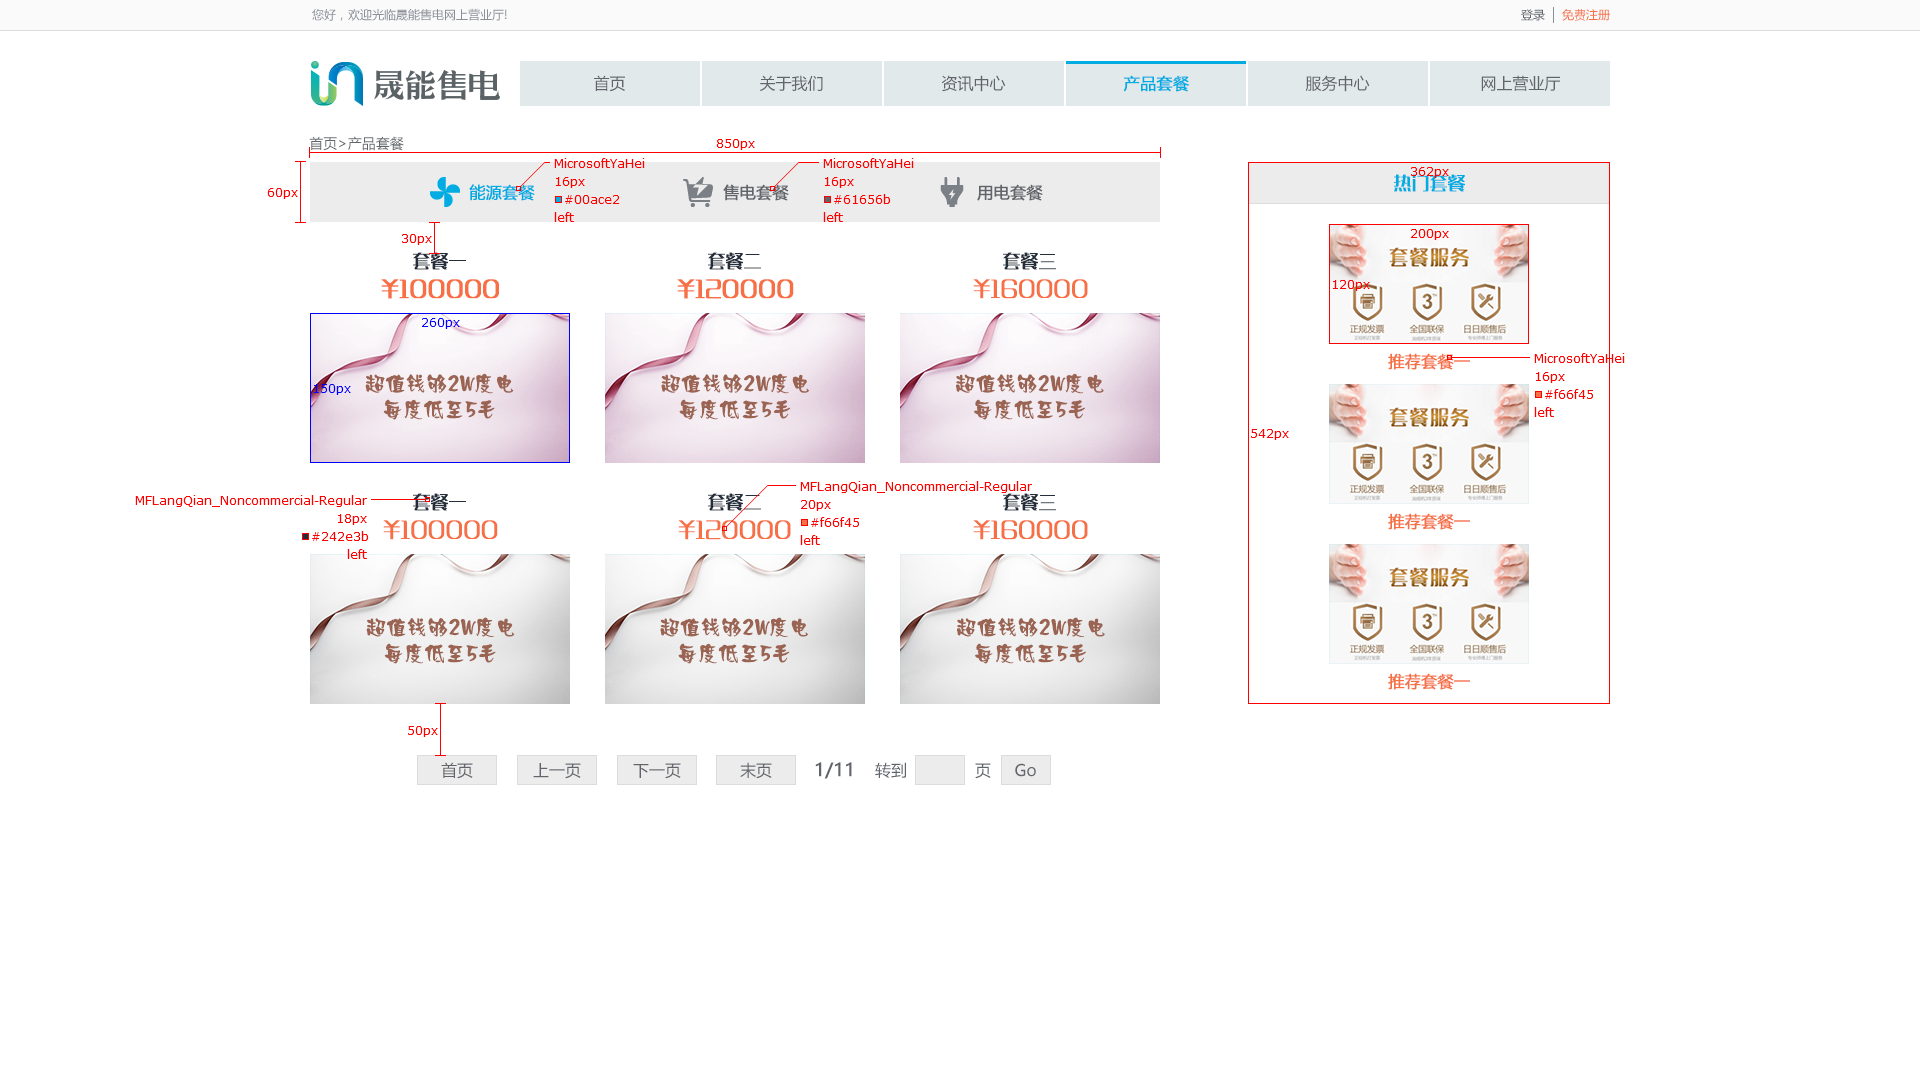 您好，欢迎光临晟能售电网上营业厅!
登录
免费注册
晟能售电
首页
关于我们
资讯中心
产品套餐
服务中心
网上营业厅
首页>产品套餐
850px
60px
能源套餐
MicrosoftYaHei
16px
#00ace2
left
售电套餐
MicrosoftYaHei
16px
#61656b
left
用电套餐
30px
套餐一
¥100000
套餐二
¥120000
套餐三
¥160000
260px
150px
超值钱够2W度电
每度低至5毛
超值钱够2W度电
每度低至5毛
超值钱够2W度电
每度低至5毛
MFLangQian_Noncommercial-Regular
18px
#242e3b
left
套餐一
¥100000
套餐二
¥120000
MFLangQian_Noncommercial-Regular
20px
#f66f45
left
套餐三
¥160000
超值钱够2W度电
每度低至5毛
超值钱够2W度电
每度低至5毛
超值钱够2W度电
每度低至5毛
50px
首页
上一页
下一页
末页
1/11
转到
页
Go
362px
热门套餐
542px
200px
120px
套餐服务
3
正规发票
全国联保
日日顺售后
推荐套餐一
MicrosoftYaHei
16px
#f66f45
left
套餐服务
3
正规发票
全国联保
日日顺售后
推荐套餐一
套餐服务
3
正规发票
全国联保
日日顺售后
推荐套餐一